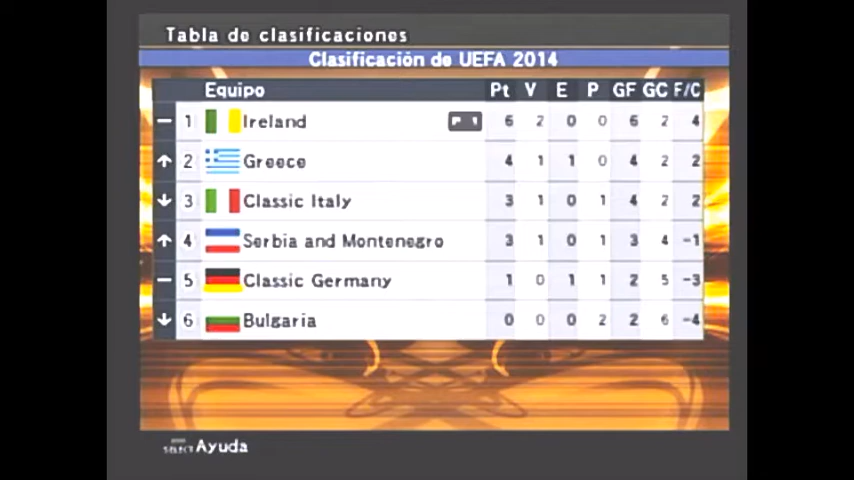 Tabla de clasificaciones
Clasificación de UEFA 2014
Equipo Pt V E P GF GC F/C
1 Ireland P 1 6 2 0 0 6 2 4
2 Greece 4 1 1 0 4 2 2
3 Classic Italy 3 1 0 1 4 2 2
4 Serbia and Montenegro 3 1 0 1 3 4 -1
5 Classic Germany 1 0 1 1 2 5 -3
6 Bulgaria 0 0 0 2 2 6 -4
SELECT Ayuda